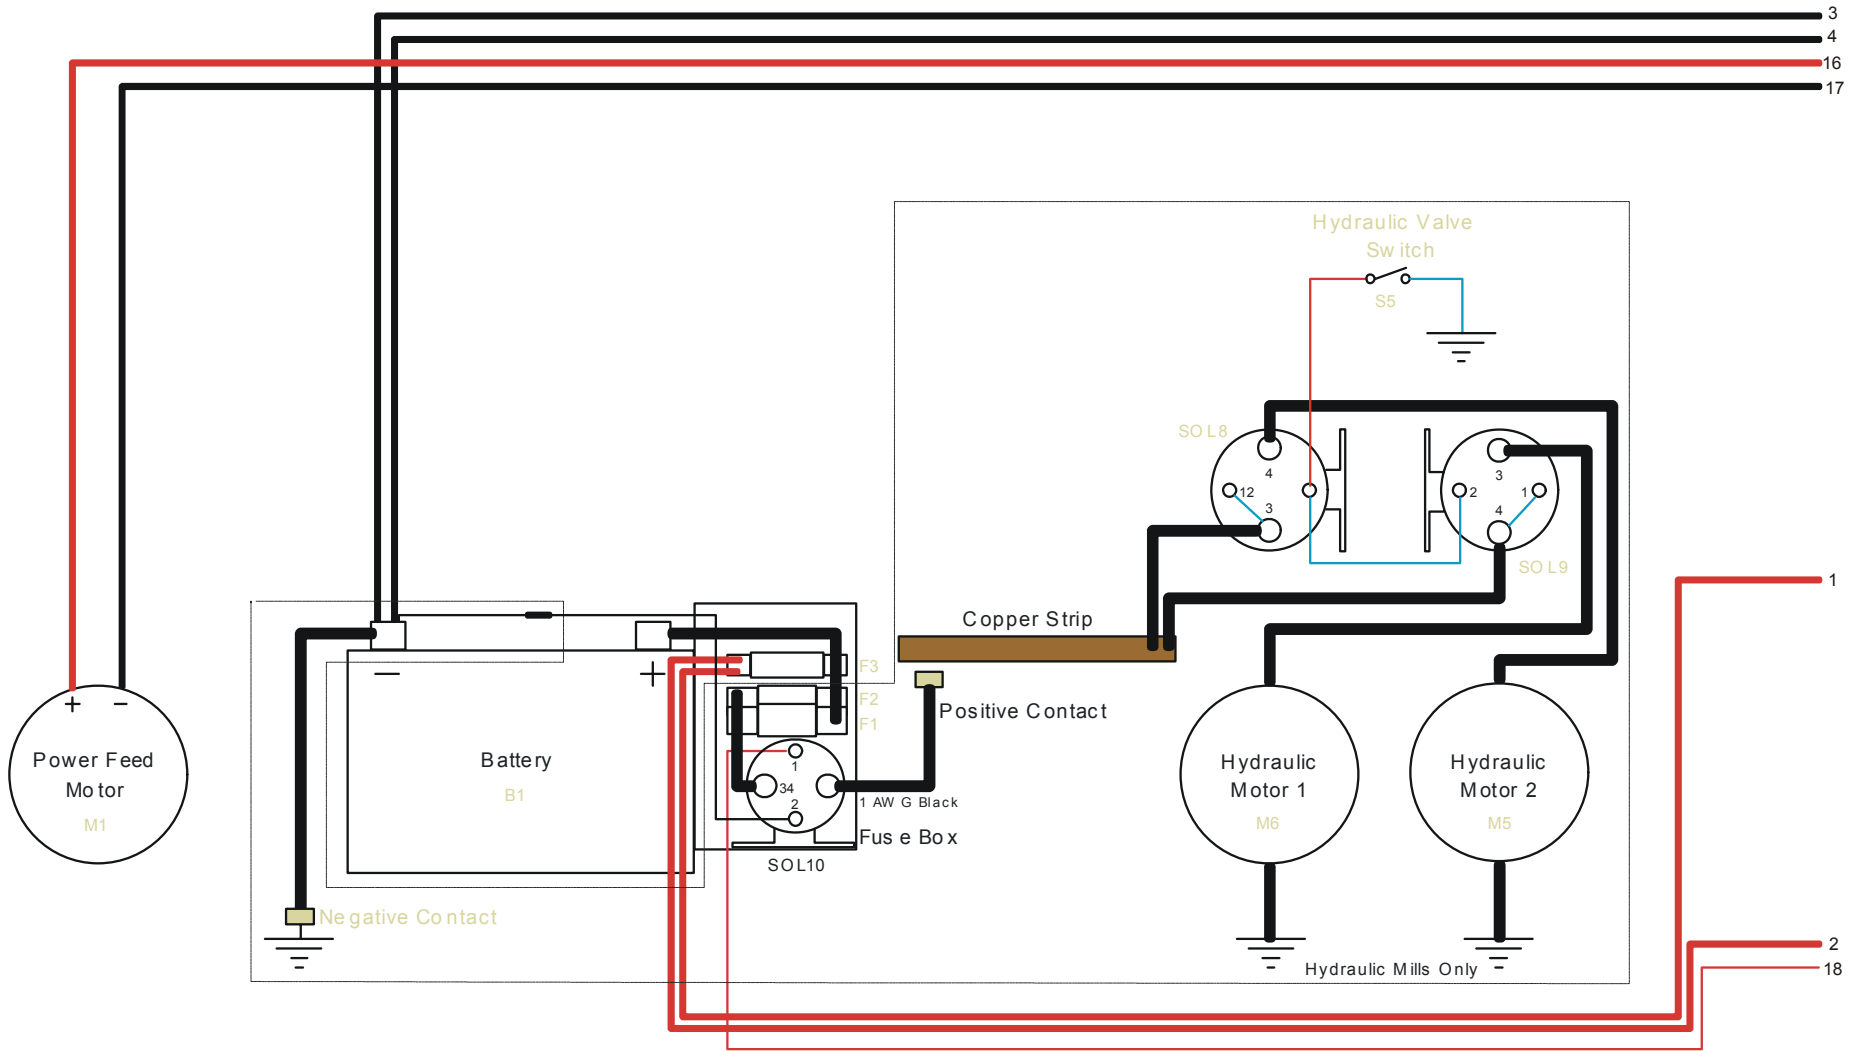 3
4
16
17
Hydraulic Valve
Switch
S5
SOL8
4
12
3
3
2
1
4
SOL9
1
Copper Strip
F3
F2
F1
Positive Contact
+
−
−
+
Power Feed
Motor
M1
Battery
B1
1
34
2
1 AWG Black
Fuse Box
SOL10
Hydraulic
Motor 1
M6
Hydraulic
Motor 2
M5
Negative Contact
Hydraulic Mills Only
2
18